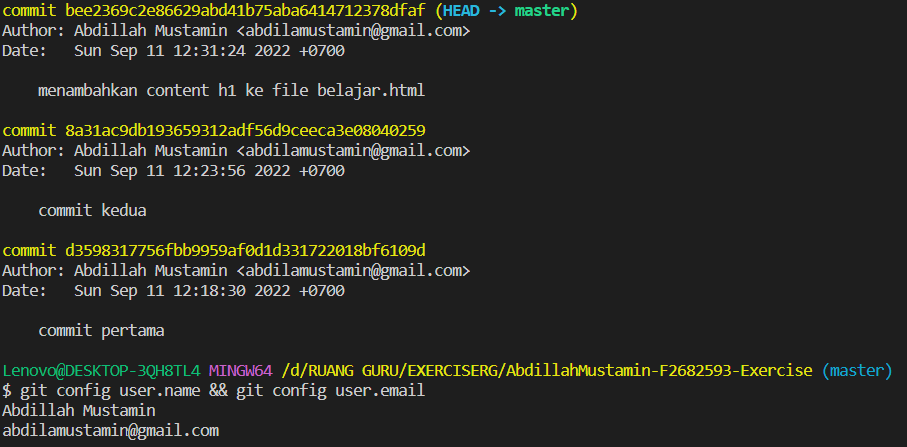 commit bee2369c2e86629abd41b75aba6414712378dfaf (HEAD -> master)
Author: Abdillah Mustamin <abdilamustamin@gmail.com>
Date:   Sun Sep 11 12:31:24 2022 +0700
    menambahkan content h1 ke file belajar.html
commit 8a31ac9db193659312adf56d9ceeca3e08040259
Author: Abdillah Mustamin <abdilamustamin@gmail.com>
Date:   Sun Sep 11 12:23:56 2022 +0700
    commit kedua
commit d3598317756fbb9959af0d1d331722018bf6109d
Author: Abdillah Mustamin <abdilamustamin@gmail.com>
Date:   Sun Sep 11 12:18:30 2022 +0700
    commit pertama
Lenovo@DESKTOP-3QH8TL4 MINGW64 /d/RUANG GURU/EXERCISERG/AbdillahMustamin-F2682593-Exercise (master)
$ git config user.name && git config user.email
Abdillah Mustamin
abdilamustamin@gmail.com